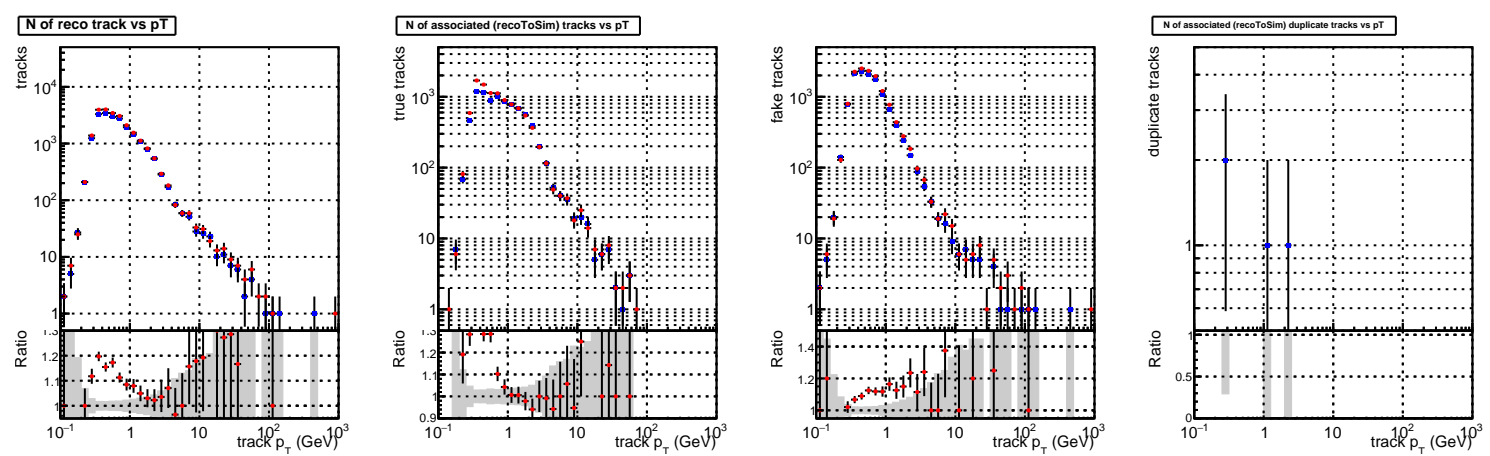 N of reco track vs pT
N of associated (recoToSim) tracks vs pT
N of associated (recoToSim) duplicate tracks vs pT
tracks
10^4
10^3
10^2
10
1
Ratio
1.3
1.2
1.1
1
10^-1 1 10 10^2 10^3
track p_T (GeV)
true tracks
10^3
10^2
10
1
Ratio
1.3
1.2
1.1
1
0.9
10^-1 1 10 10^2 10^3
track p_T (GeV)
fake tracks
10^3
10^2
10
1
Ratio
1.4
1.2
1
10^-1 1 10 10^2 10^3
track p_T (GeV)
duplicate tracks
1
Ratio
1
0.5
0
10^-1 1 10 10^2 10^3
track p_T (GeV)